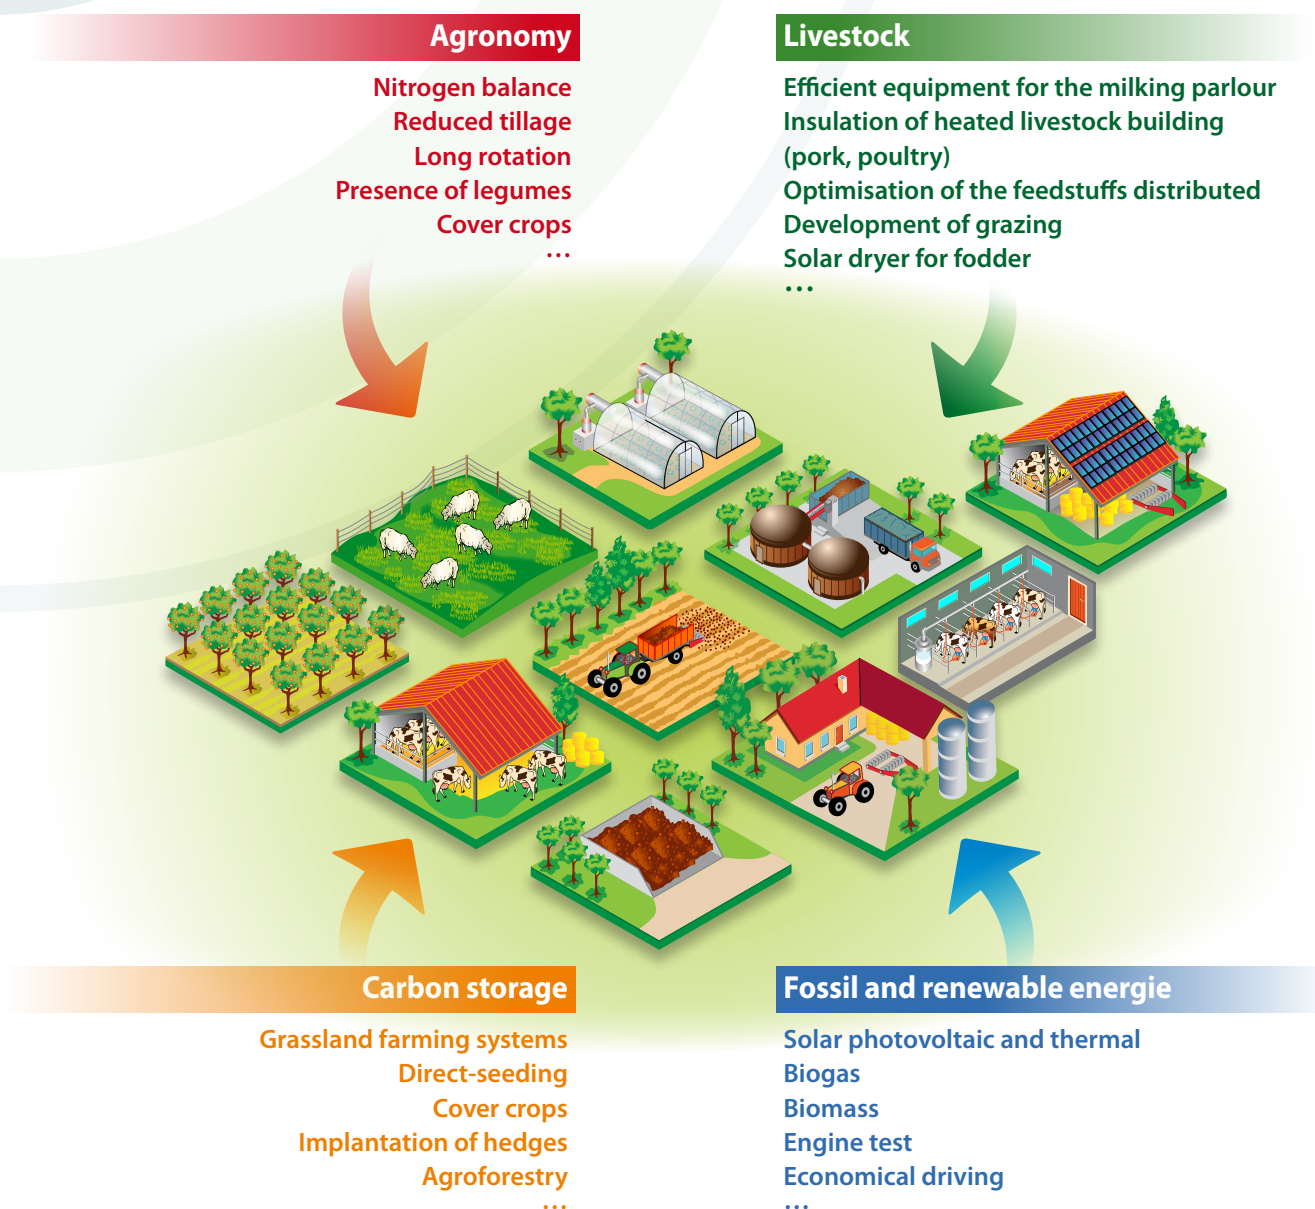 Agronomy
Nitrogen balance
Reduced tillage
Long rotation
Presence of legumes
Cover crops
...
Livestock
Efficient equipment for the milking parlour
Insulation of heated livestock building
(pork, poultry)
Optimisation of the feedstuffs distributed
Development of grazing
Solar dryer for fodder
...
Carbon storage
Grassland farming systems
Direct-seeding
Cover crops
Implantation of hedges
Agroforestry
...
Fossil and renewable energie
Solar photovoltaic and thermal
Biogas
Biomass
Engine test
Economical driving
...